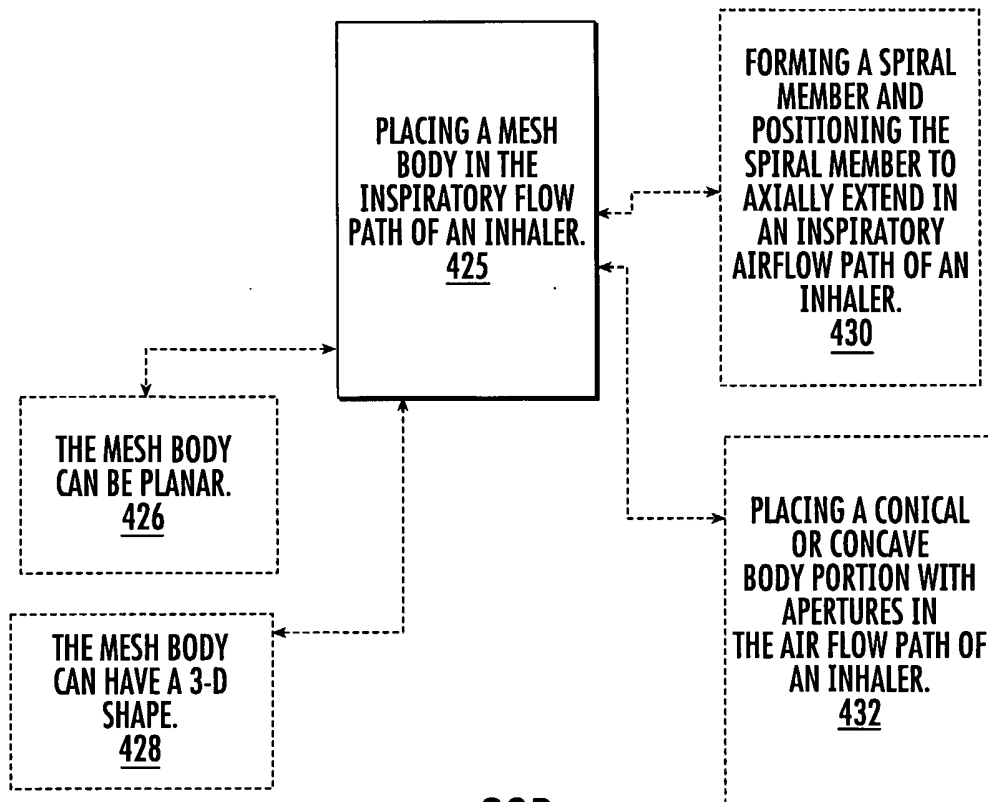 PLACING A MESH
BODY IN THE
INSPIRATORY FLOW
PATH OF AN INHALER.
425
FORMING A SPIRAL
MEMBER AND
POSITIONING THE
SPIRAL MEMBER TO
AXIALLY EXTEND IN
AN INSPIRATORY
AIRFLOW PATH OF AN
INHALER.
430
THE MESH BODY
CAN BE PLANAR.
426
THE MESH BODY
CAN HAVE A 3-D
SHAPE.
428
PLACING A CONICAL
OR CONCAVE
BODY PORTION WITH
APERTURES IN
THE AIR FLOW PATH OF
AN INHALER.
432